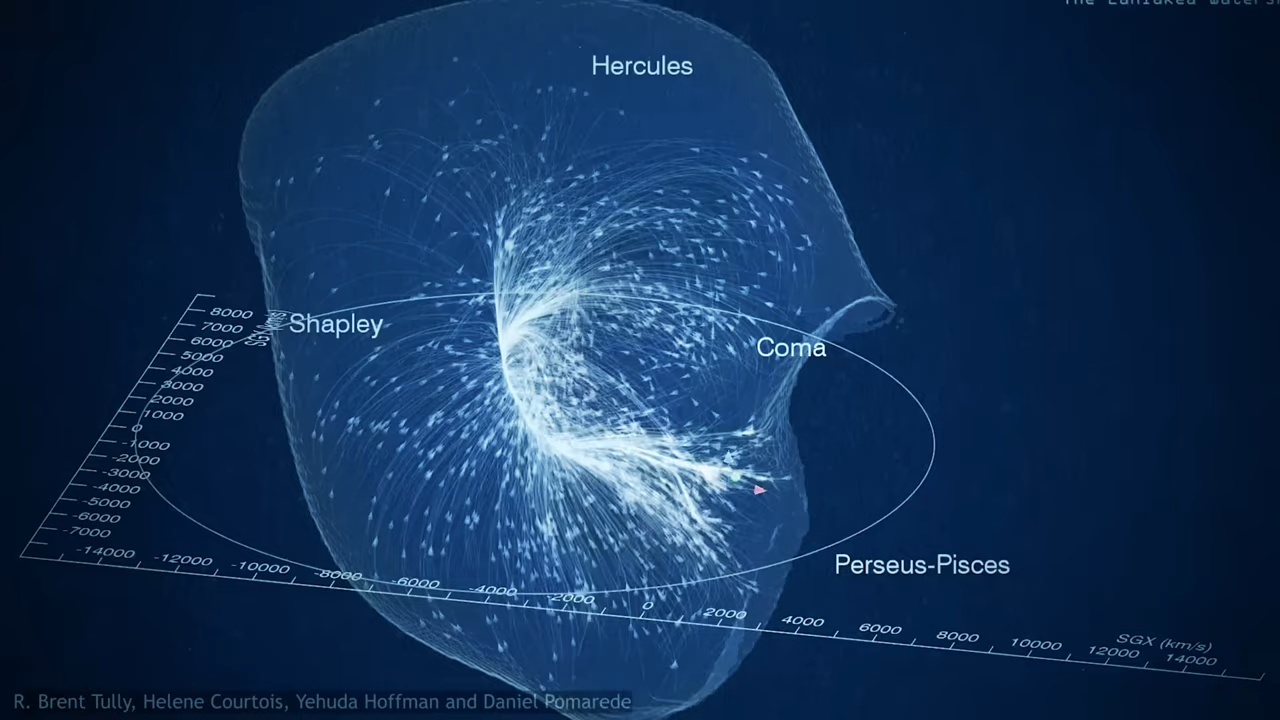 Hercules
Shapley
Coma
Perseus-Pisces
8000
7000
6000
5000
4000
3000
2000
1000
0
-1000
-2000
-3000
-4000
-5000
-6000
-7000
-14000 -12000 -10000 -8000 -6000 -4000 -2000 0 2000 4000 6000 8000 10000 12000 14000
SGX (km/s)
R. Brent Tully, Helene Courtois, Yehuda Hoffman and Daniel Pomarede